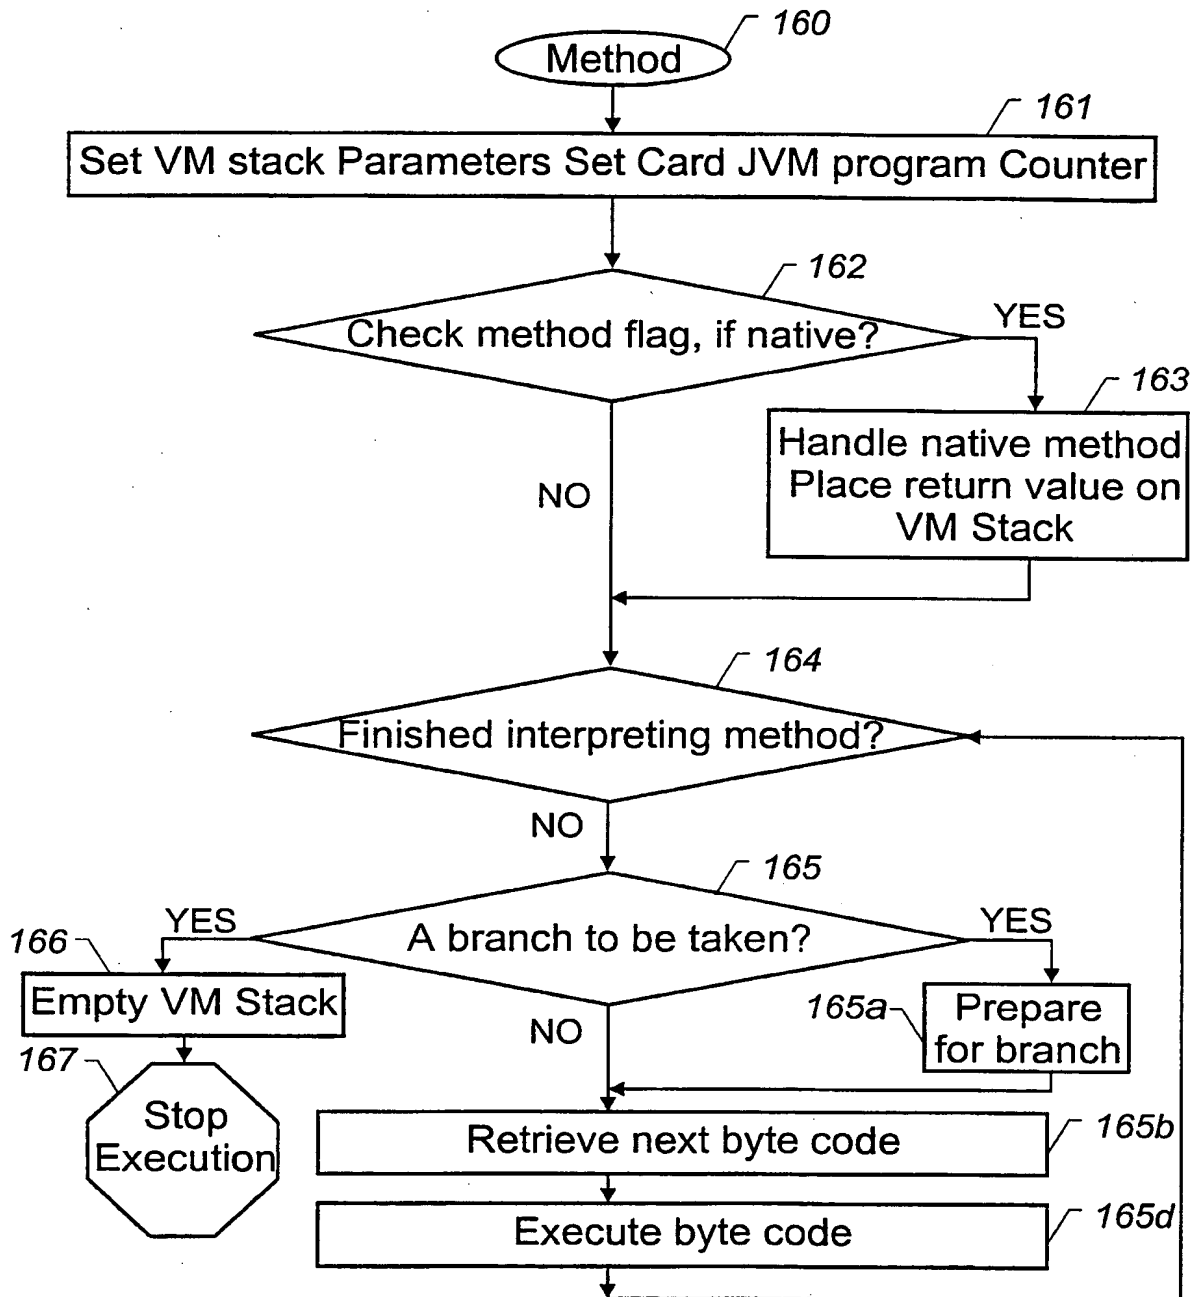 160
Method
161
Set VM stack Parameters Set Card JVM program Counter
162
Check method flag, if native?
YES
163
Handle native method
Place return value on
VM Stack
NO
164
Finished interpreting method?
NO
165
YES
A branch to be taken?
YES
166
Empty VM Stack
165a
Prepare
for branch
NO
167
Stop
Execution
Retrieve next byte code
165b
Execute byte code
165d